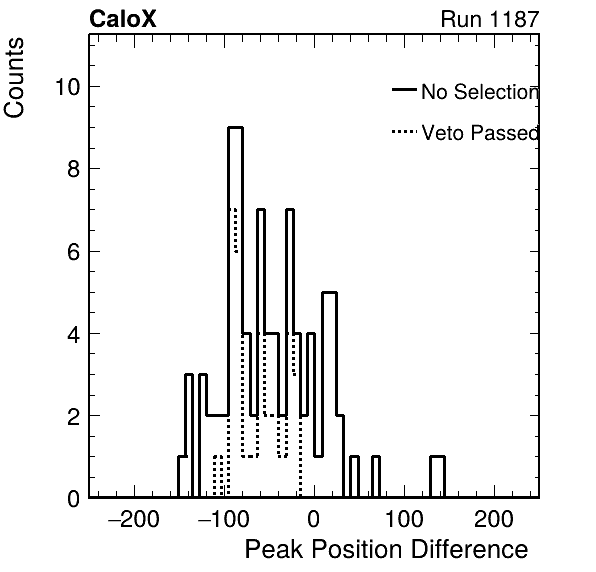 CaloX Run 1187
Counts
No Selection
Veto Passed
10
8
6
4
2
0
−200 −100 0 100 200
Peak Position Difference